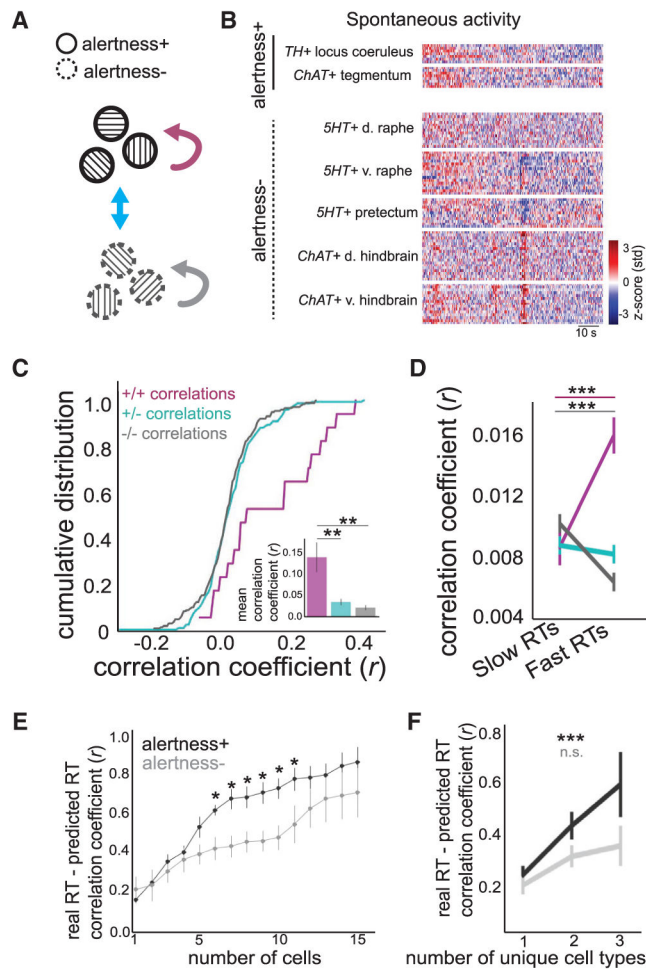 A
alertness+
alertness-
B
Spontaneous activity
alertness+
TH+ locus coeruleus
ChAT+ tegmentum
alertness-
5HT+ d. raphe
5HT+ v. raphe
5HT+ pretectum
ChAT+ d. hindbrain
ChAT+ v. hindbrain
3
0
-3
z-score (std)
10 s
C
+/+ correlations
+/- correlations
-/- correlations
cumulative distribution
1.0
0.8
0.6
0.4
0.2
0
-0.2
0.0
0.2
0.4
correlation coefficient (r)
mean
correlation
coefficient (r)
0.15
0.10
0.05
0.0
**
**
D
***
***
correlation coefficient (r)
0.016
0.012
0.008
0.004
Slow RTs
Fast RTs
E
alertness+
alertness-
real RT - predicted RT
correlation coefficient (r)
1.0
0.8
0.6
0.4
0.2
0.0
* * * * * *
1
5
10
15
number of cells
F
***
n.s.
real RT - predicted RT
correlation coefficient (r)
0.8
0.6
0.4
0.2
1
2
3
number of unique cell types